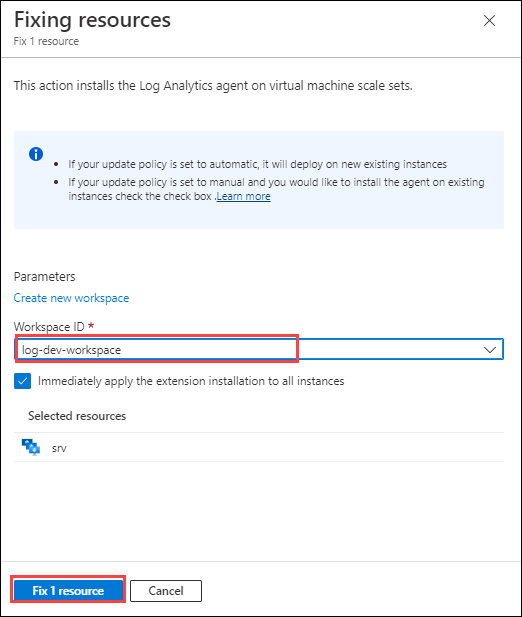 Fixing resources
Fix 1 resource
This action installs the Log Analytics agent on virtual machine scale sets.
If your update policy is set to automatic, it will deploy on new existing instances
If your update policy is set to manual and you would like to install the agent on existing
instances check the check box .Learn more
Parameters
Create new workspace
Workspace ID *
log-dev-workspace
Immediately apply the extension installation to all instances
Selected resources
srv
Fix 1 resource
Cancel